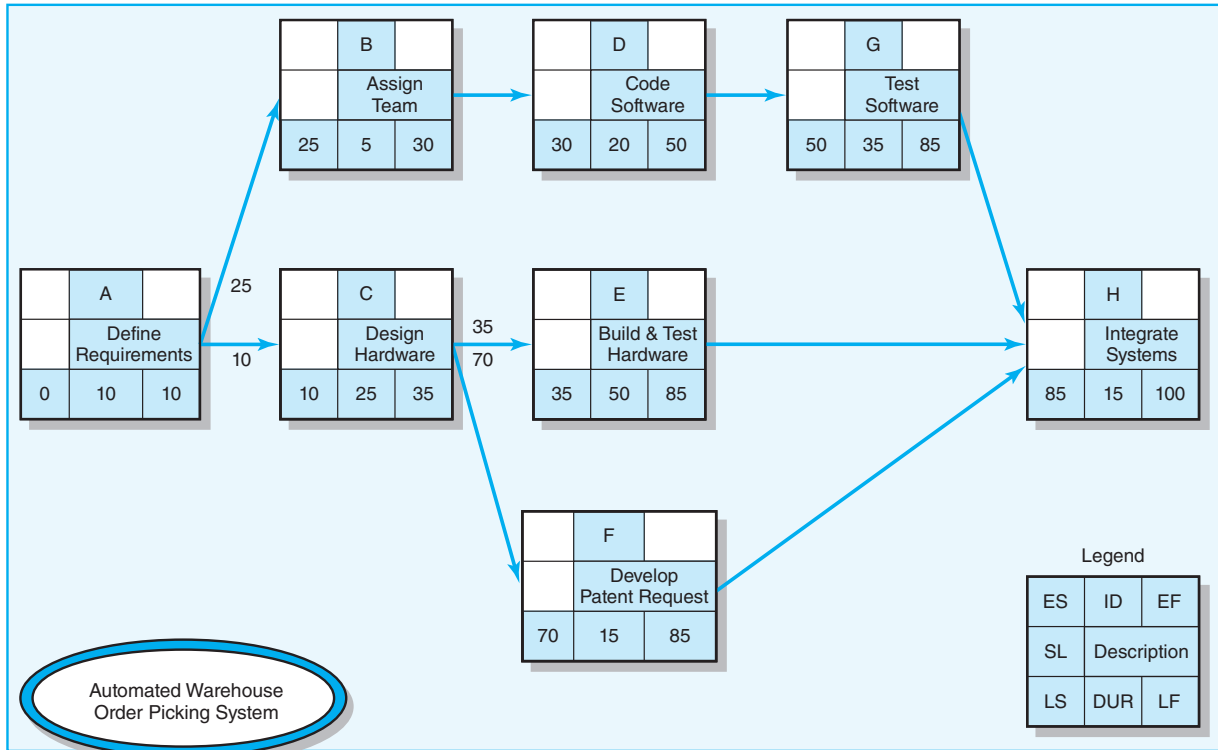 B
Assign
Team
25 5 30
D
Code
Software
30 20 50
G
Test
Software
50 35 85
A
Define
Requirements
0 10 10
25
10
C
Design
Hardware
10 25 35
35
70
E
Build & Test
Hardware
35 50 85
H
Integrate
Systems
85 15 100
F
Develop
Patent Request
70 15 85
Automated Warehouse
Order Picking System
Legend
ES ID EF
SL Description
LS DUR LF